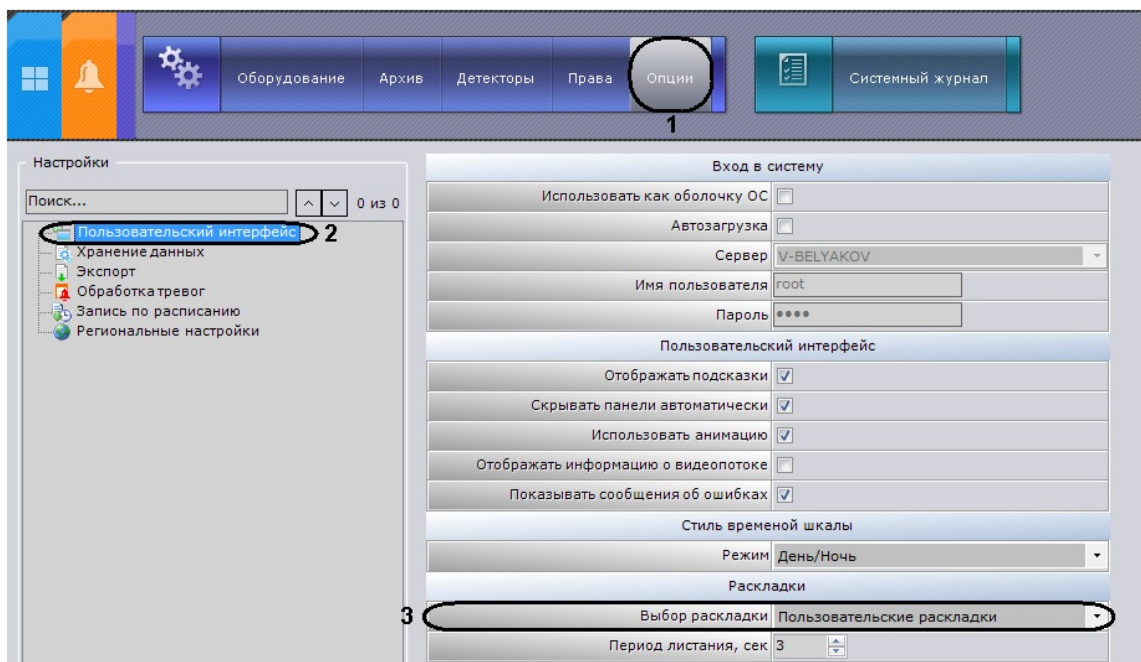 Оборудование Архив Детекторы Права Опции Системный журнал
1
Настройки
Поиск... 0 из 0
Пользовательский интерфейс 2
Хранение данных
Экспорт
Обработка тревог
Запись по расписанию
Региональные настройки
Вход в систему
Использовать как оболочку ОС
Автозагрузка
Сервер V-BELYAKOV
Имя пользователя root
Пароль ••••
Пользовательский интерфейс
Отображать подсказки
Скрывать панели автоматически
Использовать анимацию
Отображать информацию о видеопотоке
Показывать сообщения об ошибках
Стиль временой шкалы
Режим День/Ночь
Раскладки
3 Выбор раскладки Пользовательские раскладки
Период листания, сек 3